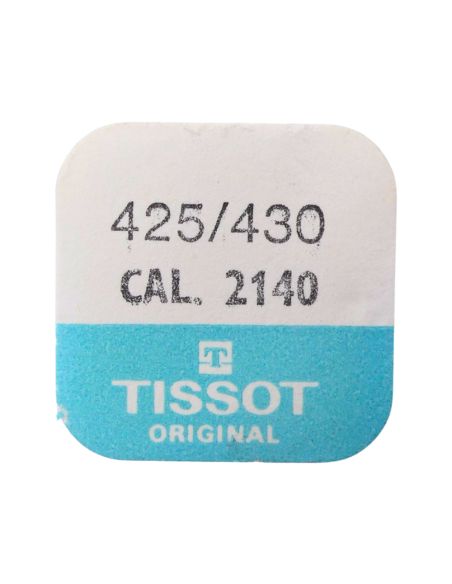 425/430
CAL. 2140
T
TISSOT
ORIGINAL